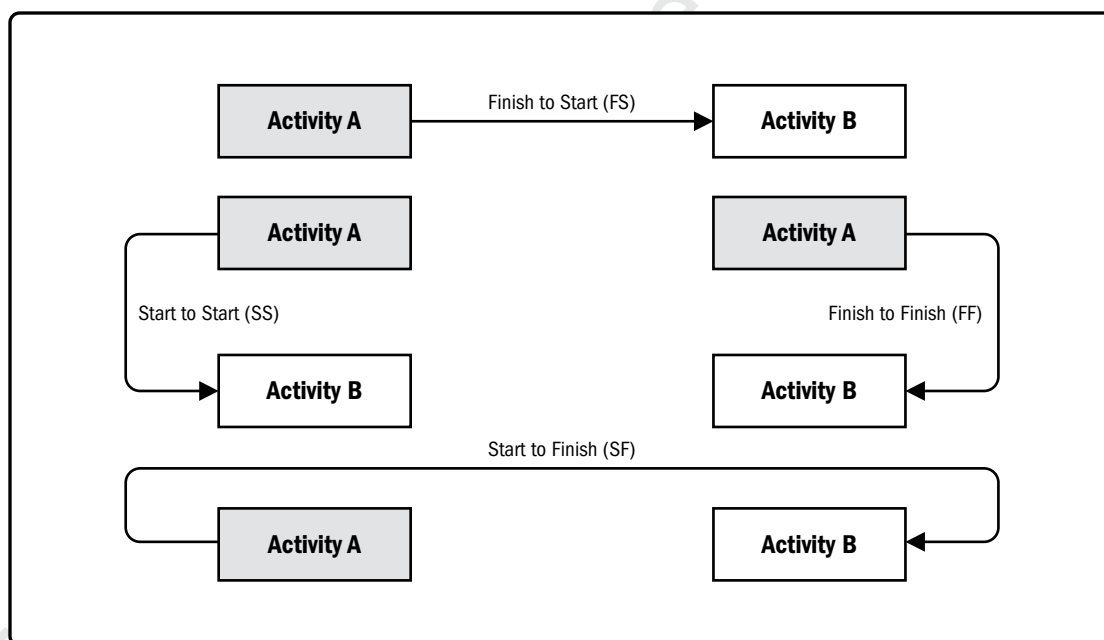 Activity A
Finish to Start (FS)
Activity B
Activity A
Activity A
Start to Start (SS)
Finish to Finish (FF)
Activity B
Activity B
Start to Finish (SF)
Activity A
Activity B